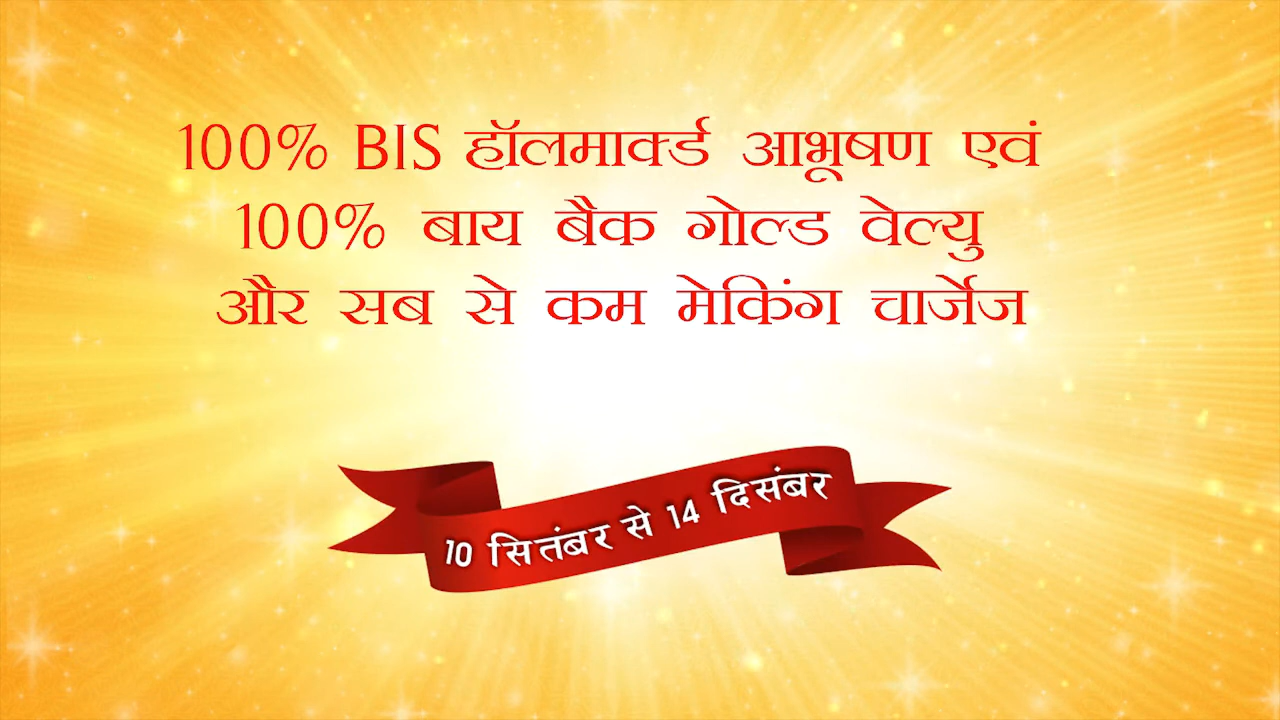 100% BIS हॉलमार्क्ड आभूषण एवं
100% बाय बैक गोल्ड वेल्यु
और सब से कम मेकिंग चार्जेज
10 सितंबर से 14 दिसंबर